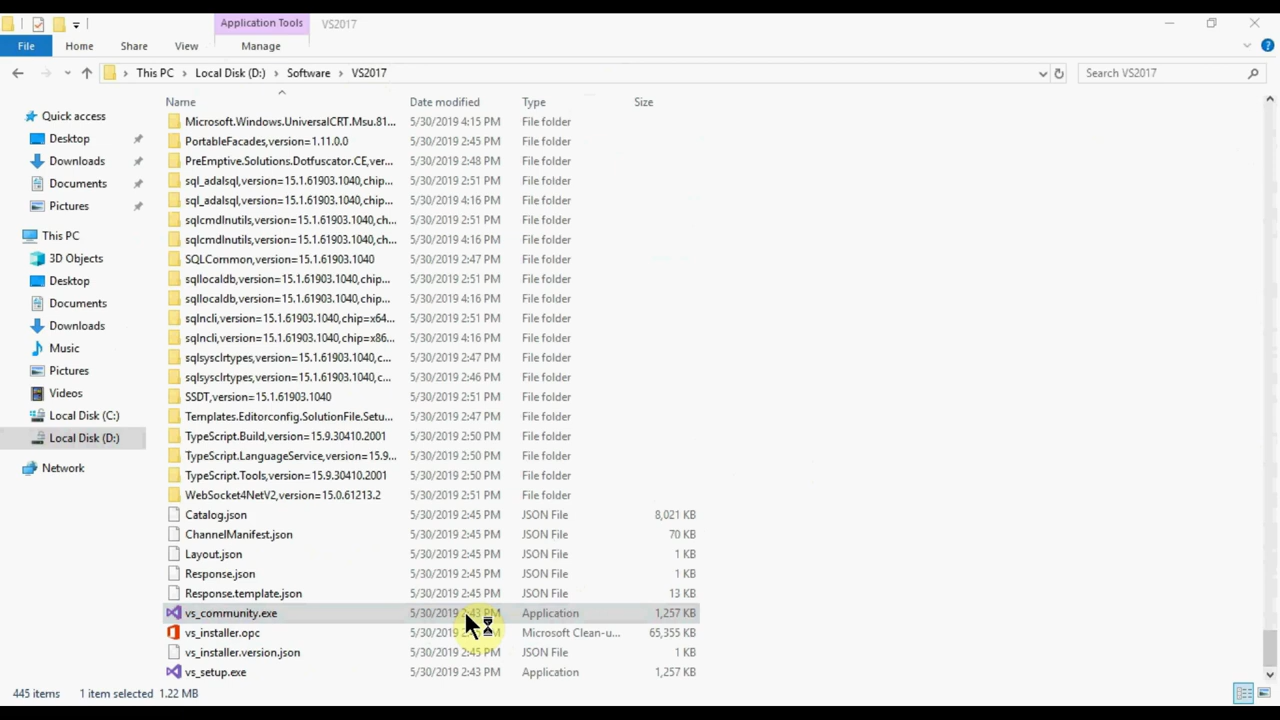 Application Tools
VS2017
File
Home
Share
View
Manage
This PC
Local Disk (D:)
Software
VS2017
Search VS2017
Name
Date modified
Type
Size
Quick access
Desktop
Downloads
Documents
Pictures
This PC
3D Objects
Desktop
Documents
Downloads
Music
Pictures
Videos
Local Disk (C:)
Local Disk (D:)
Network
Microsoft.Windows.UniversalCRT.Msu.81... 5/30/2019 4:15 PM File folder
PortableFacades,version=1.11.0.0 5/30/2019 2:45 PM File folder
PreEmptive.Solutions.Dotfuscator.CE,ver... 5/30/2019 2:48 PM File folder
sql_adalsql,version=15.1.61903.1040,chip... 5/30/2019 2:51 PM File folder
sql_adalsql,version=15.1.61903.1040,chip... 5/30/2019 4:16 PM File folder
sqlcmdlnutils,version=15.1.61903.1040,ch... 5/30/2019 2:51 PM File folder
sqlcmdlnutils,version=15.1.61903.1040,ch... 5/30/2019 4:16 PM File folder
SQLCommon,version=15.1.61903.1040 5/30/2019 2:47 PM File folder
sqllocaldb,version=15.1.61903.1040,chip... 5/30/2019 2:51 PM File folder
sqllocaldb,version=15.1.61903.1040,chip... 5/30/2019 4:16 PM File folder
sqlncli,version=15.1.61903.1040,chip=x64... 5/30/2019 2:51 PM File folder
sqlncli,version=15.1.61903.1040,chip=x86... 5/30/2019 4:16 PM File folder
sqlsysclrtypes,version=15.1.61903.1040,c... 5/30/2019 2:47 PM File folder
sqlsysclrtypes,version=15.1.61903.1040,c... 5/30/2019 2:46 PM File folder
SSDT,version=15.1.61903.1040 5/30/2019 2:51 PM File folder
Templates.Editorconfig.SolutionFile.Setu... 5/30/2019 2:47 PM File folder
TypeScript.Build,version=15.9.30410.2001 5/30/2019 2:50 PM File folder
TypeScript.LanguageService,version=15.9... 5/30/2019 2:50 PM File folder
TypeScript.Tools,version=15.9.30410.2001 5/30/2019 2:50 PM File folder
WebSocket4NetV2,version=15.0.61213.2 5/30/2019 2:51 PM File folder
Catalog.json 5/30/2019 2:45 PM JSON File 8,021 KB
ChannelManifest.json 5/30/2019 2:45 PM JSON File 70 KB
Layout.json 5/30/2019 2:45 PM JSON File 1 KB
Response.json 5/30/2019 2:45 PM JSON File 1 KB
Response.template.json 5/30/2019 2:45 PM JSON File 13 KB
vs_community.exe 5/30/2019 2:43 PM Application 1,257 KB
vs_installer.opc 5/30/2019 PM Microsoft Clean-u... 65,355 KB
vs_installer.version.json 5/30/2019 2:45 PM JSON File 1 KB
vs_setup.exe 5/30/2019 2:43 PM Application 1,257 KB
445 items
1 item selected 1.22 MB